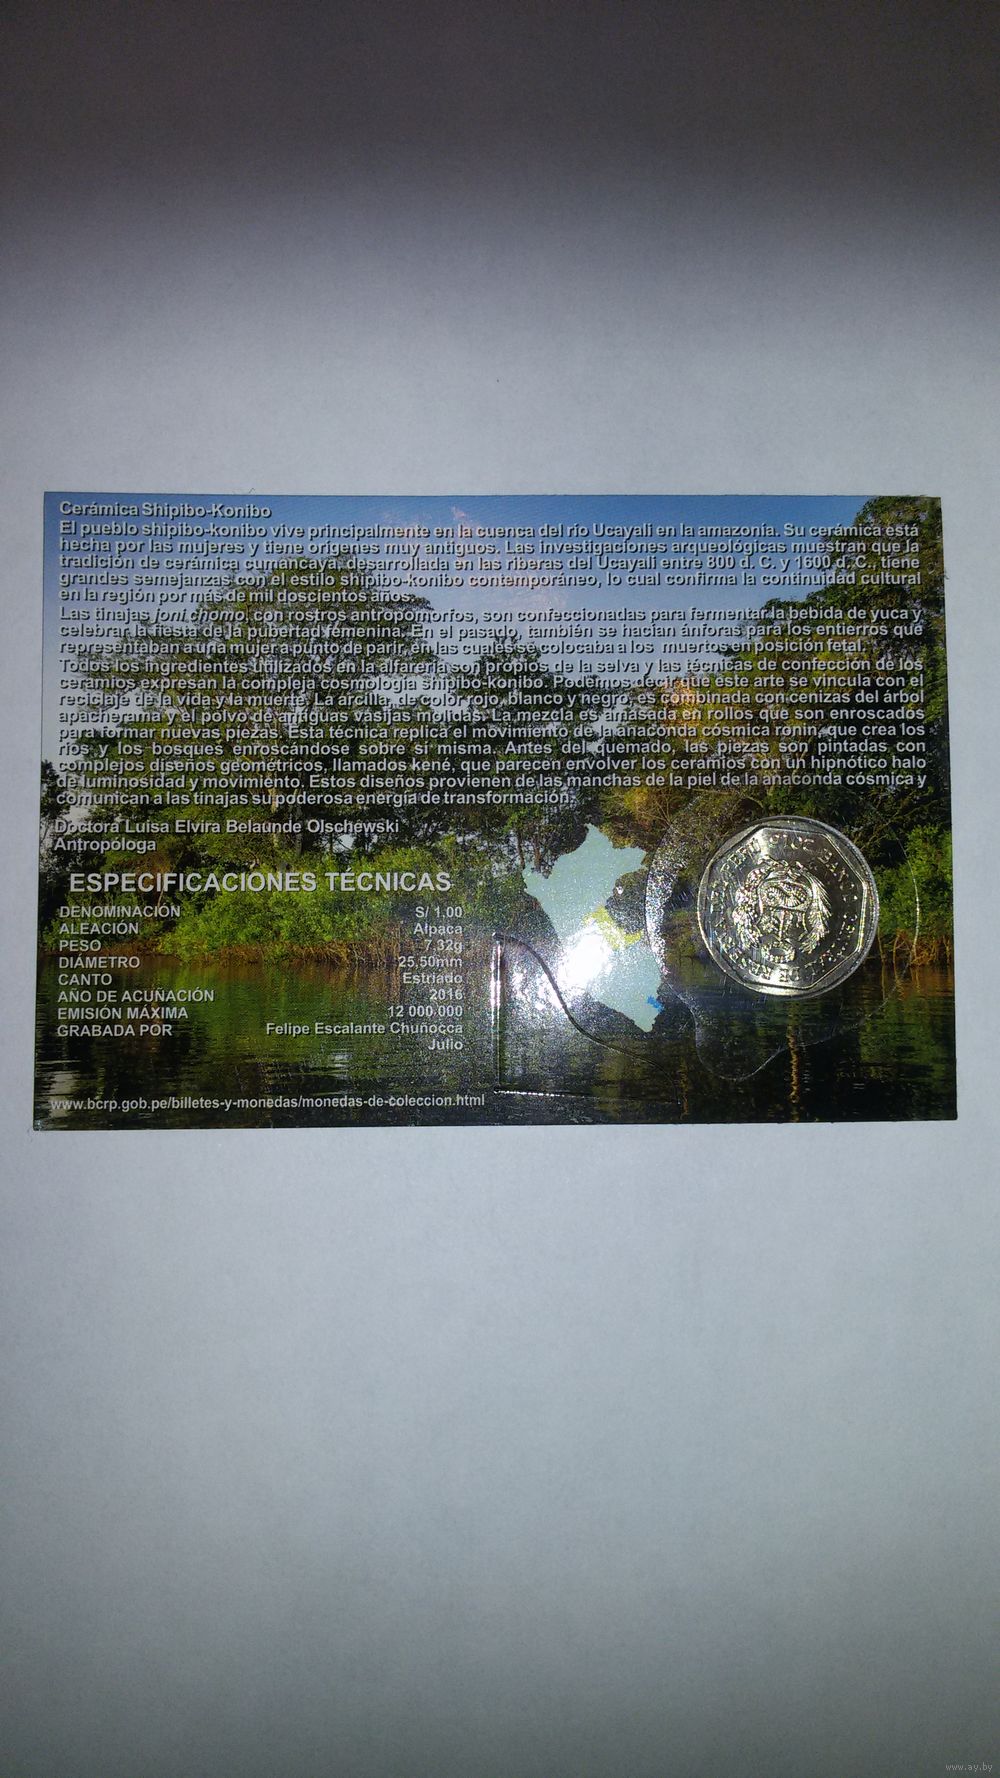 Cerámica Shipibo-Konibo
El pueblo shipibo-konibo vive principalmente en la cuenca del río Ucayali en la amazonía. Su cerámica está
hecha por las mujeres y tiene orígenes muy antiguos. Las investigaciones arqueológicas muestran que la
tradición de cerámica cumancaya, desarrollada en las riberas del Ucayali entre 800 d. C. y 1600 d. C., tiene
grandes semejanzas con el estilo shipibo-konibo contemporáneo, lo cual confirma la continuidad cultural
en la región por más de mil doscientos años.
Las tinajas joni chomo, con rostros antropomorfos, son confeccionadas para fermentar la bebida de yuca y
celebrar la fiesta de la pubertad femenina. En el pasado, también se hacían ánforas para los entierros que
representaban a una mujer a punto de parir, en las cuales se colocaba a los muertos en posición fetal.
Todos los ingredientes utilizados en la alfarería son propios de la selva y las técnicas de confección de los
ceramios expresan la compleja cosmología shipibo-konibo. Podemos decir que este arte se vincula con el
reciclaje de la vida y la muerte. La arcilla, de color rojo, blanco y negro, es combinada con cenizas del árbol
apacharama y el polvo de antiguas vasijas molidas. La mezcla es amasada en rollos que son enroscados
para formar nuevas piezas. Esta técnica replica el movimiento de la anaconda cósmica ronin, que crea los
ríos y los bosques enroscándose sobre sí misma. Antes del quemado, las piezas son pintadas con
complejos diseños geométricos, llamados kené, que parecen envolver los ceramios con un hipnótico halo
de luminosidad y movimiento. Estos diseños provienen de las manchas de la piel de la anaconda cósmica y
comunican a las tinajas su poderosa energía de transformación.
Doctora Luisa Elvira Belaunde Olschewski
Antropóloga
ESPECIFICACIONES TÉCNICAS
DENOMINACIÓN S/ 1.00
ALEACIÓN Alpaca
PESO 7,32g
DIÁMETRO 25,50mm
CANTO Estriado
AÑO DE ACUÑACIÓN 2016
EMISIÓN MÁXIMA 12 000 000
GRABADA POR Felipe Escalante Chuñocca
Julio
www.bcrp.gob.pe/billetes-y-monedas/monedas-de-coleccion.html
www.ay.by